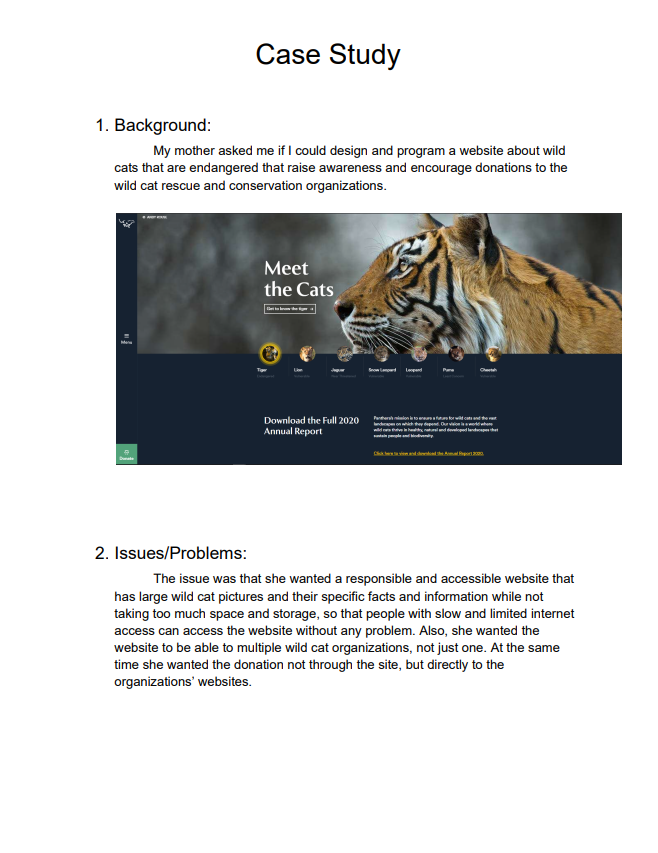 Case Study
1. Background:
My mother asked me if I could design and program a website about wild
cats that are endangered that raise awareness and encourage donations to the
wild cat rescue and conservation organizations.
Meet
the Cats
Get to know the tiger →
Menu
Tiger Lion Jaguar Snow Leopard Leopard Puma Cheetah
Download the Full 2020
Annual Report
Panthera's mission is to ensure a future for wild cats and the vast
landscapes on which they depend. Our vision is a world where
wild cats thrive in healthy, natural and developed landscapes that
sustain people and biodiversity.
Click here to view and download the Annual Report 2020.
Donate
2. Issues/Problems:
The issue was that she wanted a responsible and accessible website that
has large wild cat pictures and their specific facts and information while not
taking too much space and storage, so that people with slow and limited internet
access can access the website without any problem. Also, she wanted the
website to be able to multiple wild cat organizations, not just one. At the same
time she wanted the donation not through the site, but directly to the
organizations' websites.